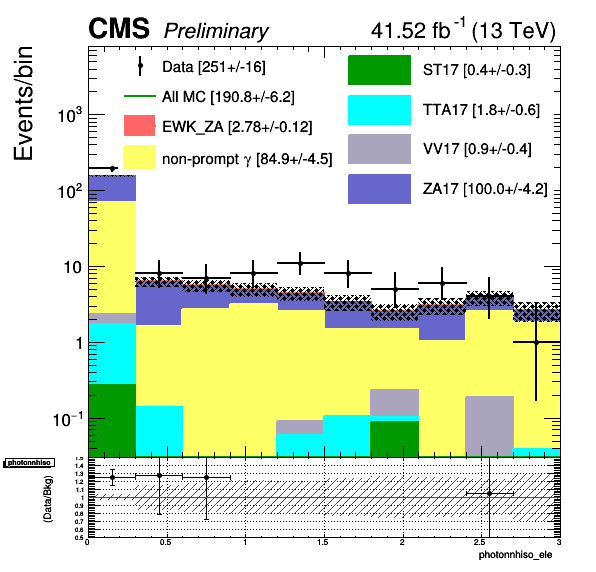 CMS Preliminary 41.52 fb⁻¹ (13 TeV)
Events/bin
Data [251+/-16]
All MC [190.8+/-6.2]
EWK_ZA [2.78+/-0.12]
non-prompt γ [84.9+/-4.5]
ST17 [0.4+/-0.3]
TTA17 [1.8+/-0.6]
VV17 [0.9+/-0.4]
ZA17 [100.0+/-4.2]
10³
10²
10
1
10⁻¹
photonnhiso
(Data/Bkg)
1.5
1.4
1.3
1.2
1.1
1
0.9
0.8
0.7
0.6
0.5
0 0.5 1 1.5 2 2.5 3
photonnhiso_ele